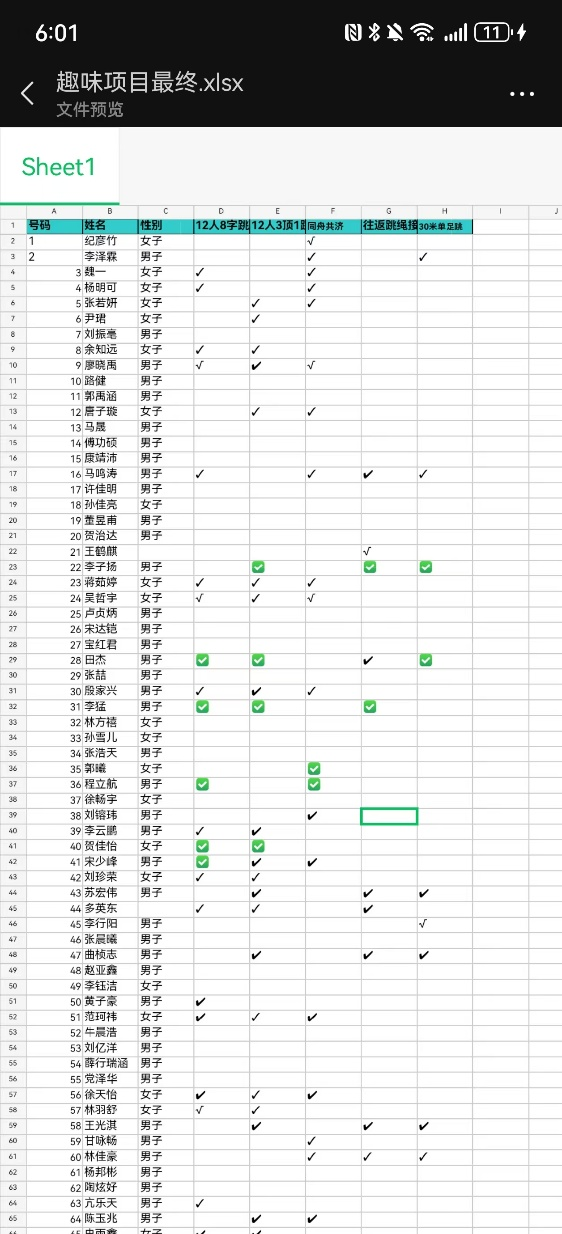 6:01 11
趣味项目最终.xlsx
文件预览
Sheet1
A B C D E F G H I J
1 号码 姓名 性别 12人8字跳 12人3顶1 同舟共济 往返跳绳接 30米单足跳
2 1 纪彦竹 女子 √
3 2 李泽霖 男子 ✓ ✓
4 3 魏一 女子 ✓ ✓
5 4 杨明可 女子 ✓ ✓
6 5 张若妍 女子 ✓ ✓
7 6 尹珺 女子 ✓
8 7 刘振亳 男子
9 8 余知远 女子 ✓ ✓
10 9 廖晓禹 男子 √ ✔ √
11 10 路健 男子
12 11 郭禹涵 男子
13 12 唐子璇 女子 ✓ ✓
14 13 马晟 男子
15 14 傅功硕 男子
16 15 康靖沛 男子
17 16 马鸣涛 男子 ✓ ✓ ✔ ✓
18 17 许佳明 男子
19 18 孙佳亮 女子
20 19 董昱甫 男子
21 20 贺治达 男子
22 21 王鹤麒 √
23 22 李子扬 男子 ✅ ✅ ✅
24 23 蒋茹婷 女子 ✓ ✓ ✓
25 24 吴哲宇 女子 √ ✓ √
26 25 卢贞炳 男子
27 26 宋达铠 男子
28 27 宝红君 男子
29 28 田杰 男子 ✅ ✅ ✔ ✅
30 29 张喆 男子
31 30 殷家兴 男子 ✓ ✔ ✓
32 31 李猛 男子 ✅ ✅ ✅
33 32 林方禧 女子
34 33 孙雪儿 女子
35 34 张浩天 男子
36 35 郭曦 女子 ✅
37 36 程立航 男子 ✅ ✅
38 37 徐畅宇 女子
39 38 刘镕玮 男子 ✔
40 39 李云鹏 男子 ✓ ✔
41 40 贺佳怡 女子 ✅ ✅
42 41 宋少峰 男子 ✅ ✔ ✔
43 42 刘珍荣 女子 ✓ ✓
44 43 苏宏伟 男子 ✔ ✔ ✔
45 44 多英东 ✓ ✓ ✔
46 45 李行阳 男子 √
47 46 张晨曦 男子
48 47 曲桢志 男子 ✔ ✔ ✔
49 48 赵亚鑫 男子
50 49 李钰洁 女子
51 50 黄子豪 男子 ✔
52 51 范珂祎 女子 ✔ ✓ ✔
53 52 午晨浩 男子
54 53 刘亿洋 男子
55 54 薛行瑞涵 男子
56 55 党泽华 男子
57 56 徐天怡 女子 ✔ ✓ ✔
58 57 林羽舒 女子 √ ✓
59 58 王光淇 男子 ✔ ✔ ✔
60 59 甘咏畅 男子 ✓
61 60 林佳豪 男子 ✓ ✓ ✓
62 61 杨邦彬 男子
63 62 陶炫好 男子
64 63 亢乐天 男子 ✓
65 64 陈玉兆 男子 ✔ ✔